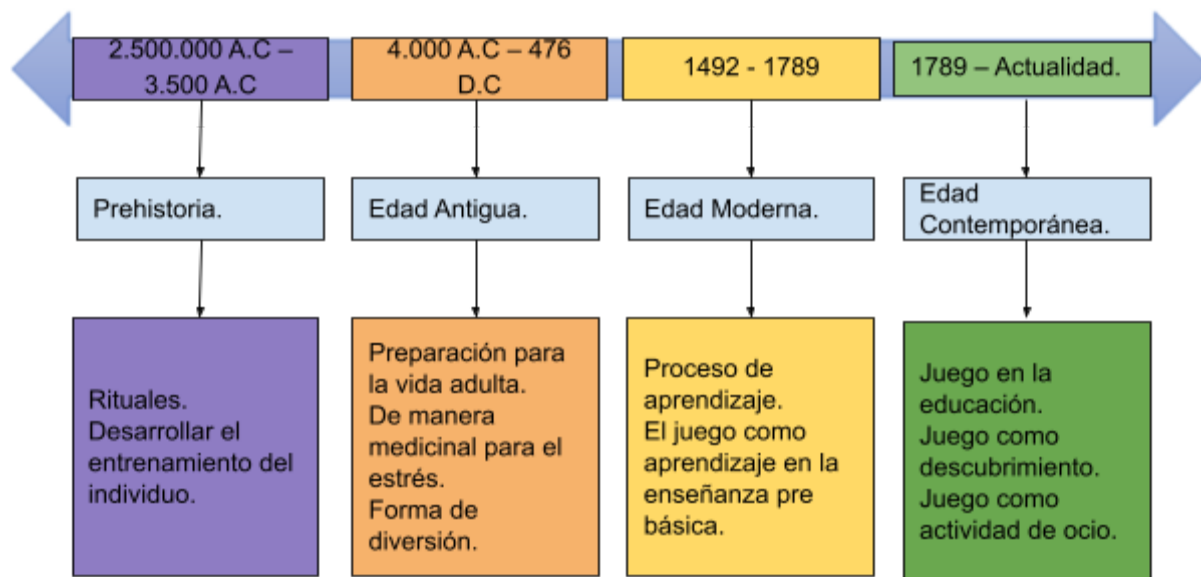 2.500.000 A.C –
3.500 A.C
4.000 A.C – 476
D.C
1492 - 1789
1789 – Actualidad.
Prehistoria.
Edad Antigua.
Edad Moderna.
Edad
Contemporánea.
Rituales.
Desarrollar el
entrenamiento del
individuo.
Preparación para
la vida adulta.
De manera
medicinal para el
estrés.
Forma de
diversión.
Proceso de
aprendizaje.
El juego como
aprendizaje en la
enseñanza pre
básica.
Juego en la
educación.
Juego como
descubrimiento.
Juego como
actividad de ocio.